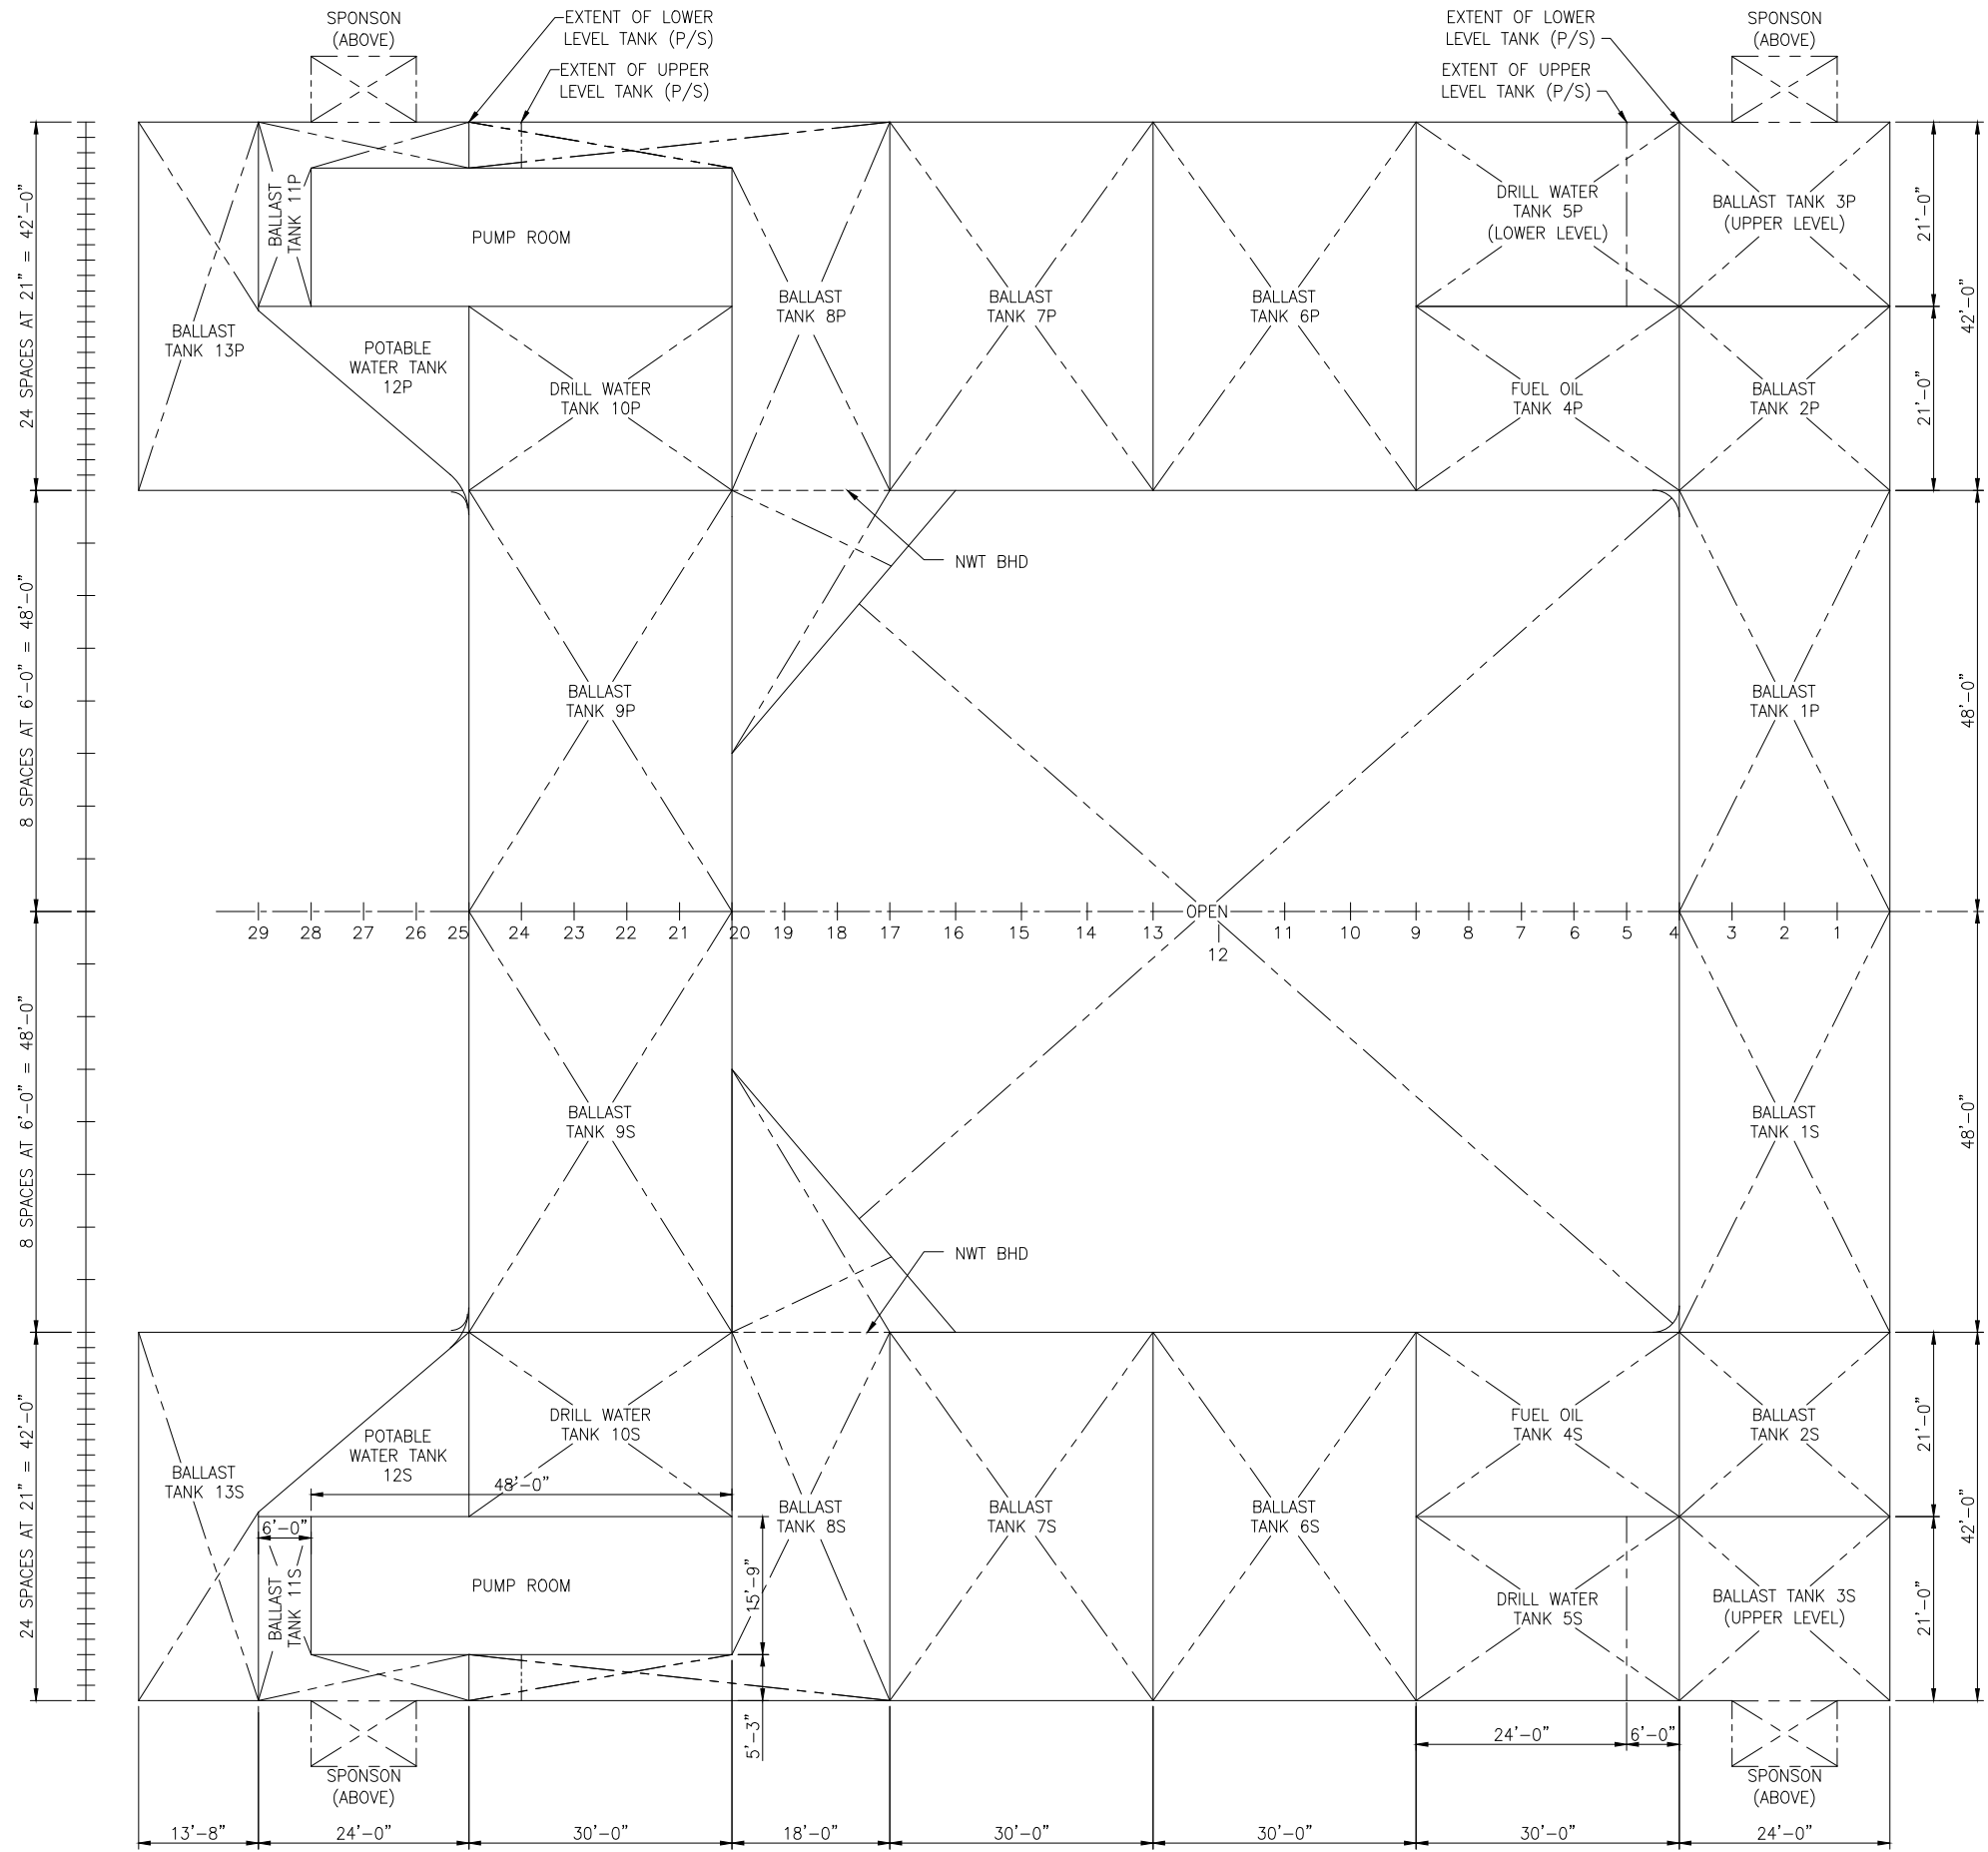 SPONSON
(ABOVE)
EXTENT OF LOWER
LEVEL TANK (P/S)
EXTENT OF UPPER
LEVEL TANK (P/S)
EXTENT OF LOWER
LEVEL TANK (P/S)
EXTENT OF UPPER
LEVEL TANK (P/S)
SPONSON
(ABOVE)
24 SPACES AT 21" = 42'-0"
BALLAST
TANK 11P
PUMP ROOM
DRILL WATER
TANK 5P
(LOWER LEVEL)
BALLAST TANK 3P
(UPPER LEVEL)
21'-0"
42'-0"
BALLAST
TANK 13P
POTABLE
WATER TANK
12P
DRILL WATER
TANK 10P
BALLAST
TANK 8P
BALLAST
TANK 7P
BALLAST
TANK 6P
FUEL OIL
TANK 4P
BALLAST
TANK 2P
21'-0"
NWT BHD
8 SPACES AT 6'-0" = 48'-0"
BALLAST
TANK 9P
BALLAST
TANK 1P
48'-0"
OPEN
29 28 27 26 25 24 23 22 21 20 19 18 17 16 15 14 13 11 10 9 8 7 6 5 4 3 2 1
12
8 SPACES AT 6'-0" = 48'-0"
BALLAST
TANK 9S
BALLAST
TANK 1S
48'-0"
NWT BHD
24 SPACES AT 21" = 42'-0"
BALLAST
TANK 13S
POTABLE
WATER TANK
12S
DRILL WATER
TANK 10S
48'-0"
6'-0"
BALLAST
TANK 8S
BALLAST
TANK 7S
BALLAST
TANK 6S
FUEL OIL
TANK 4S
BALLAST
TANK 2S
21'-0"
42'-0"
BALLAST
TANK 11S
PUMP ROOM
15'-9"
DRILL WATER
TANK 5S
BALLAST TANK 3S
(UPPER LEVEL)
21'-0"
5'-3"
24'-0"
6'-0"
SPONSON
(ABOVE)
SPONSON
(ABOVE)
13'-8"
24'-0"
30'-0"
18'-0"
30'-0"
30'-0"
30'-0"
24'-0"